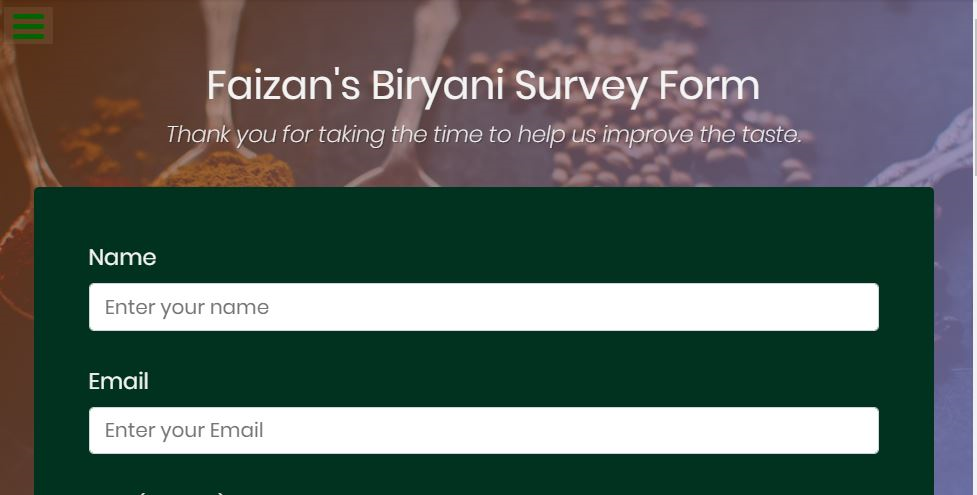 Faizan's Biryani Survey Form
Thank you for taking the time to help us improve the taste.
Name
Enter your name
Email
Enter your Email